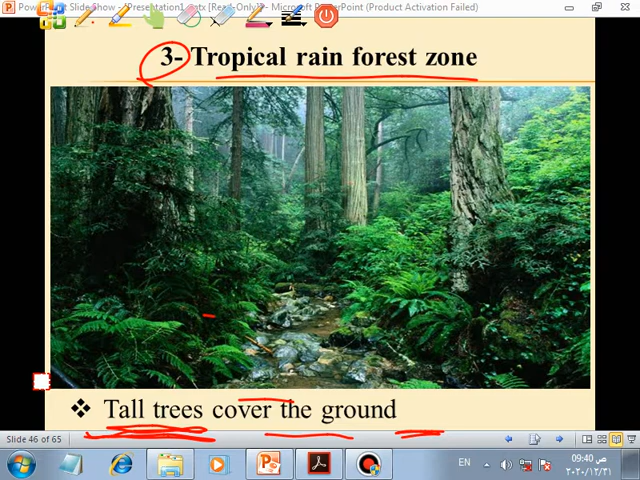 PowerPoint Slide Show - [Presentation1.pptx [Read-Only]] - Microsoft PowerPoint (Product Activation Failed)
3- Tropical rain forest zone
❖ Tall trees cover the ground
Slide 46 of 65
EN
09:40 ص
٢٠٢٠/١٢/٣١